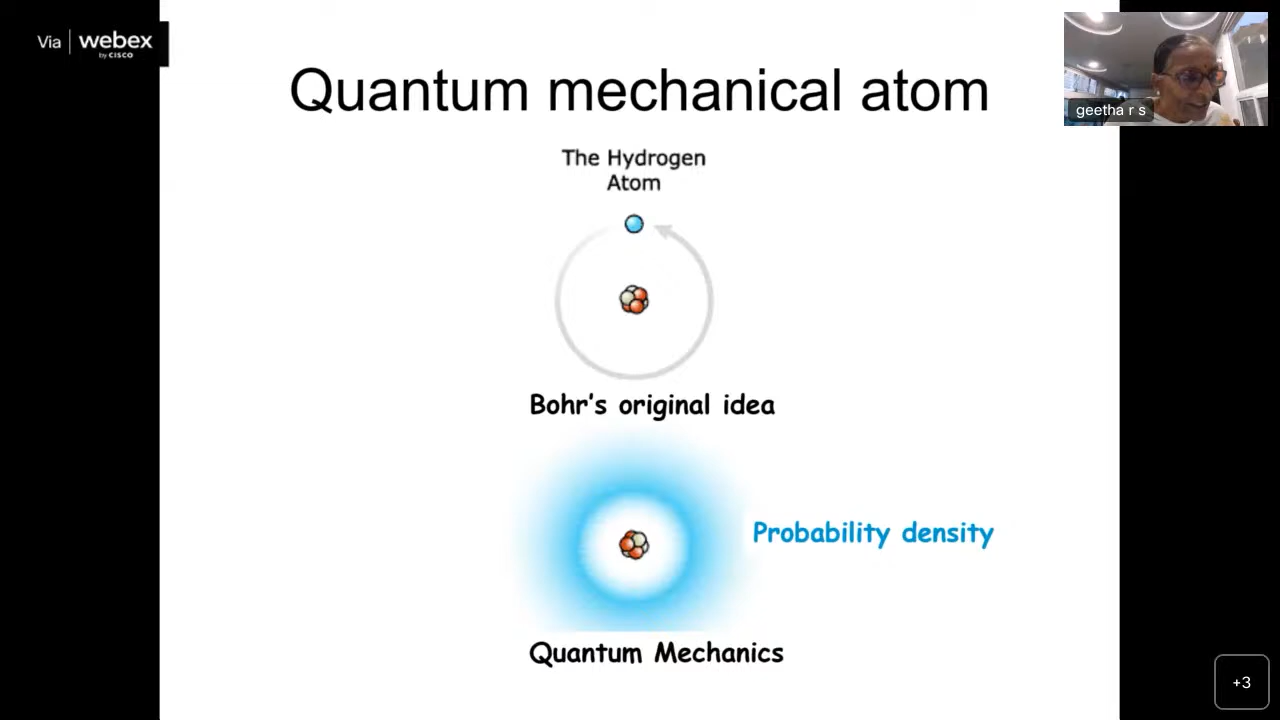 Via | webex
by CISCO
geetha r s
Quantum mechanical atom
The Hydrogen
Atom
Bohr's original idea
Probability density
Quantum Mechanics
+3